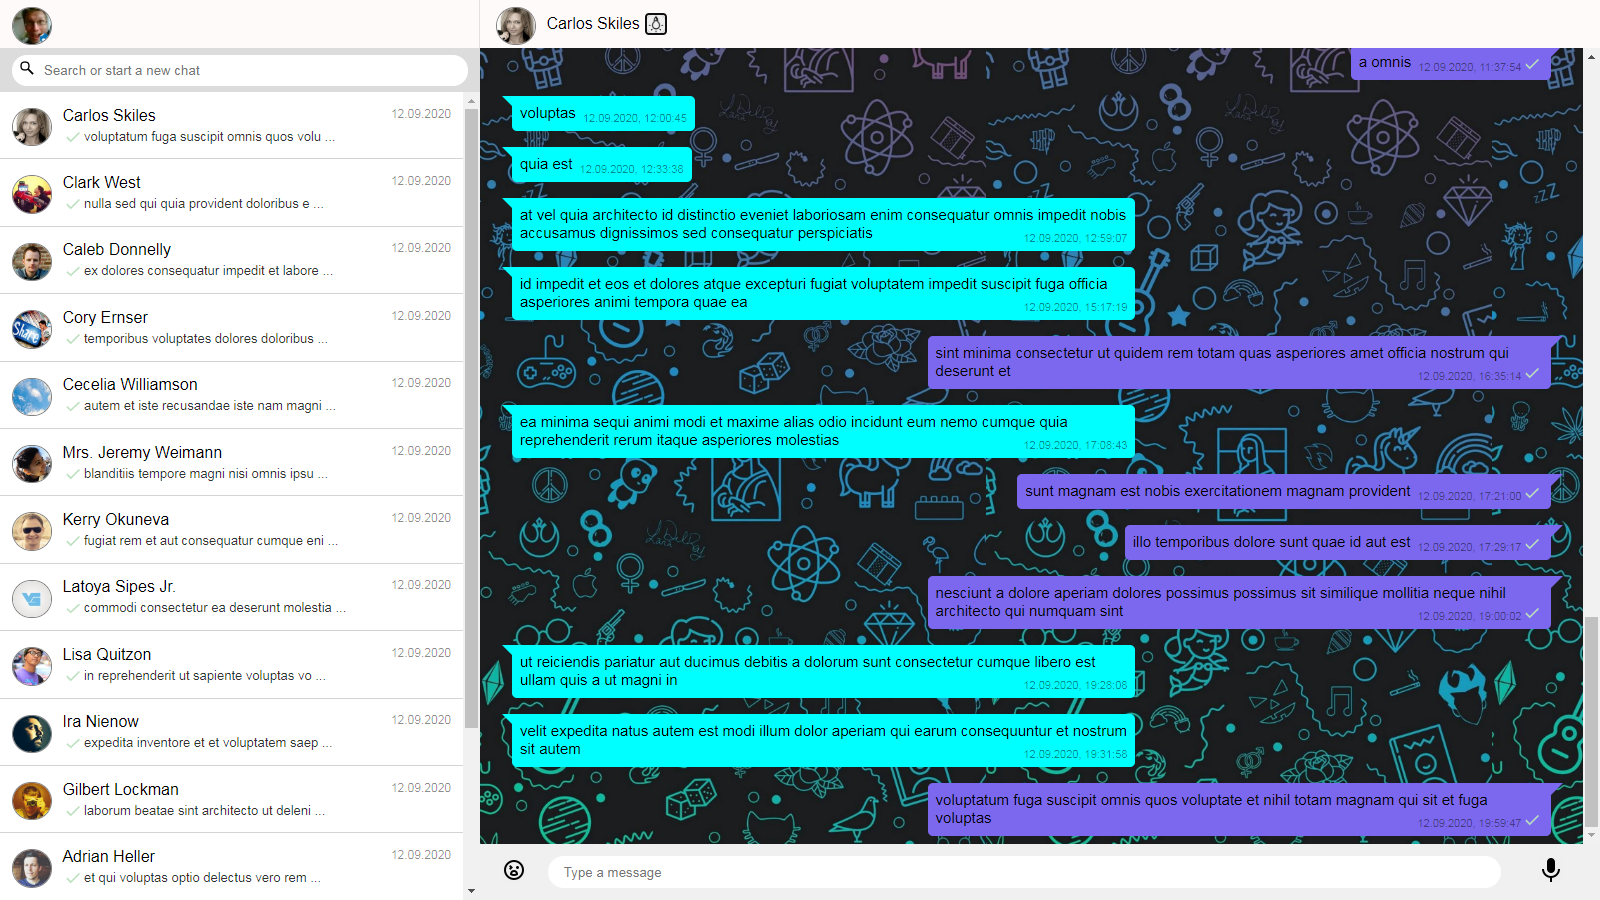 Search or start a new chat
Carlos Skiles
12.09.2020
voluptatum fuga suscipit omnis quos volu ...
Clark West
12.09.2020
nulla sed qui quia provident doloribus e ...
Caleb Donnelly
12.09.2020
ex dolores consequatur impedit et labore ...
Cory Ernser
12.09.2020
temporibus voluptates dolores doloribus ...
Cecelia Williamson
12.09.2020
autem et iste recusandae iste nam magni ...
Mrs. Jeremy Weimann
12.09.2020
blanditiis tempore magni nisi omnis ipsu ...
Kerry Okuneva
12.09.2020
fugiat rem et aut consequatur cumque eni ...
Latoya Sipes Jr.
12.09.2020
commodi consectetur ea deserunt molestia ...
Lisa Quitzon
12.09.2020
in reprehenderit ut sapiente voluptas vo ...
Ira Nienow
12.09.2020
expedita inventore et et voluptatem saep ...
Gilbert Lockman
12.09.2020
laborum beatae sint architecto ut deleni ...
Adrian Heller
12.09.2020
et qui voluptas optio delectus vero rem ...
Carlos Skiles
a omnis 12.09.2020, 11:37:54
voluptas 12.09.2020, 12:00:45
quia est 12.09.2020, 12:33:38
at vel quia architecto id distinctio eveniet laboriosam enim consequatur omnis impedit nobis
accusamus dignissimos sed consequatur perspiciatis
12.09.2020, 12:59:07
id impedit et eos et dolores atque excepturi fugiat voluptatem impedit suscipit fuga officia
asperiores animi tempora quae ea
12.09.2020, 15:17:19
sint minima consectetur ut quidem rem totam quas asperiores amet officia nostrum qui
deserunt et
12.09.2020, 16:35:14
ea minima sequi animi modi et maxime alias odio incidunt eum nemo cumque quia
reprehenderit rerum itaque asperiores molestias
12.09.2020, 17:08:43
sunt magnam est nobis exercitationem magnam provident 12.09.2020, 17:21:00
illo temporibus dolore sunt quae id aut est 12.09.2020, 17:29:17
nesciunt a dolore aperiam dolores possimus possimus sit similique mollitia neque nihil
architecto qui numquam sint
12.09.2020, 19:00:02
ut reiciendis pariatur aut ducimus debitis a dolorum sunt consectetur cumque libero est
ullam quis a ut magni in
12.09.2020, 19:28:08
velit expedita natus autem est modi illum dolor aperiam qui earum consequuntur et nostrum
sit autem
12.09.2020, 19:31:58
voluptatum fuga suscipit omnis quos voluptate et nihil totam magnam qui sit et fuga
voluptas
12.09.2020, 19:59:47
Type a message